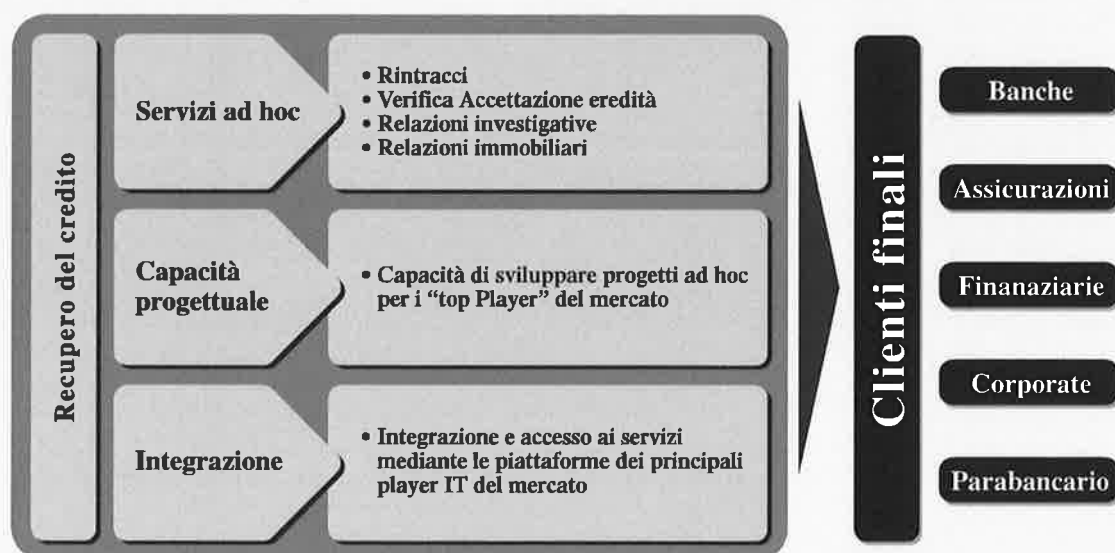 Recupero del credito
Servizi ad hoc
• Rintracci
• Verifica Accettazione eredità
• Relazioni investigative
• Relazioni immobiliari
Capacità
progettuale
• Capacità di sviluppare progetti ad hoc
per i “top Player” del mercato
Integrazione
• Integrazione e accesso ai servizi
mediante le piattaforme dei principali
player IT del mercato
Clienti finali
Banche
Assicurazioni
Finanaziarie
Corporate
Parabancario